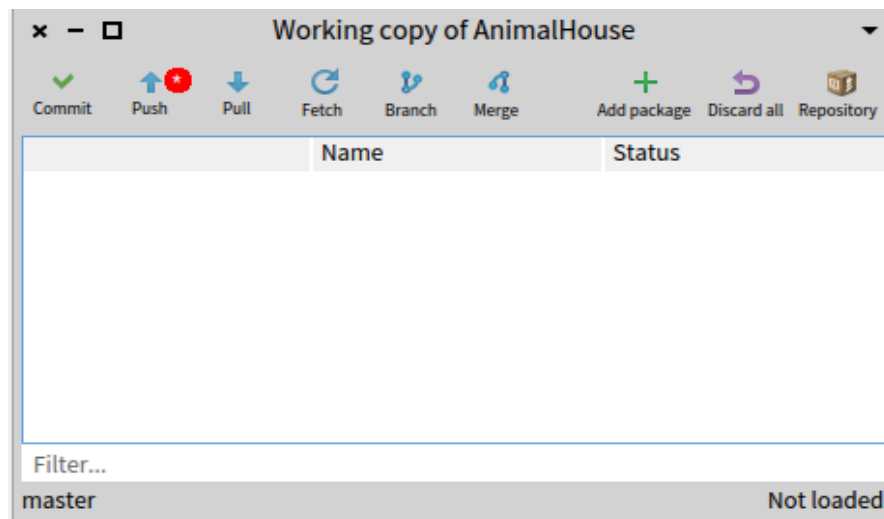 Working copy of AnimalHouse
Commit Push * Pull Fetch Branch Merge Add package Discard all Repository
Name Status
Filter...
master Not loaded